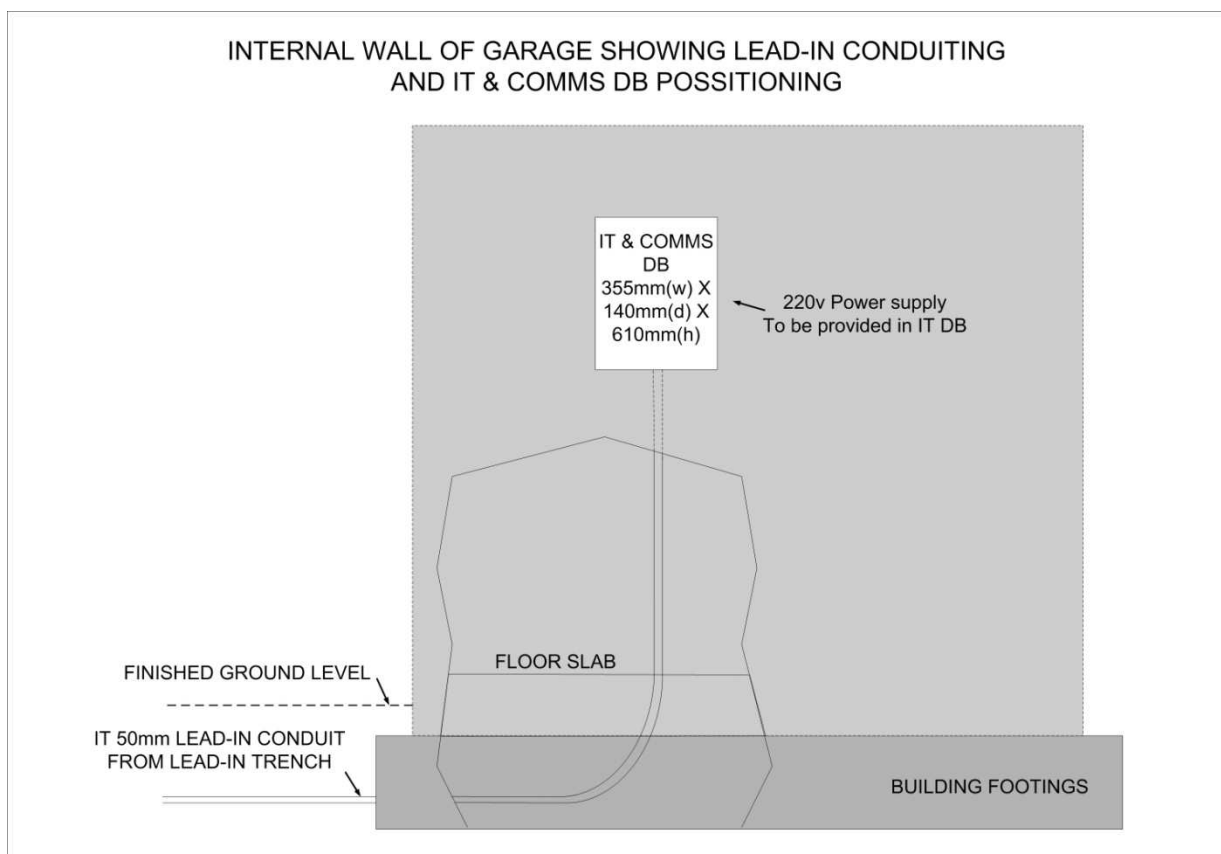 INTERNAL WALL OF GARAGE SHOWING LEAD-IN CONDUITING
AND IT & COMMS DB POSSITIONING
IT & COMMS
DB
355mm(w) X
140mm(d) X
610mm(h)
220v Power supply
To be provided in IT DB
FLOOR SLAB
FINISHED GROUND LEVEL
IT 50mm LEAD-IN CONDUIT
FROM LEAD-IN TRENCH
BUILDING FOOTINGS